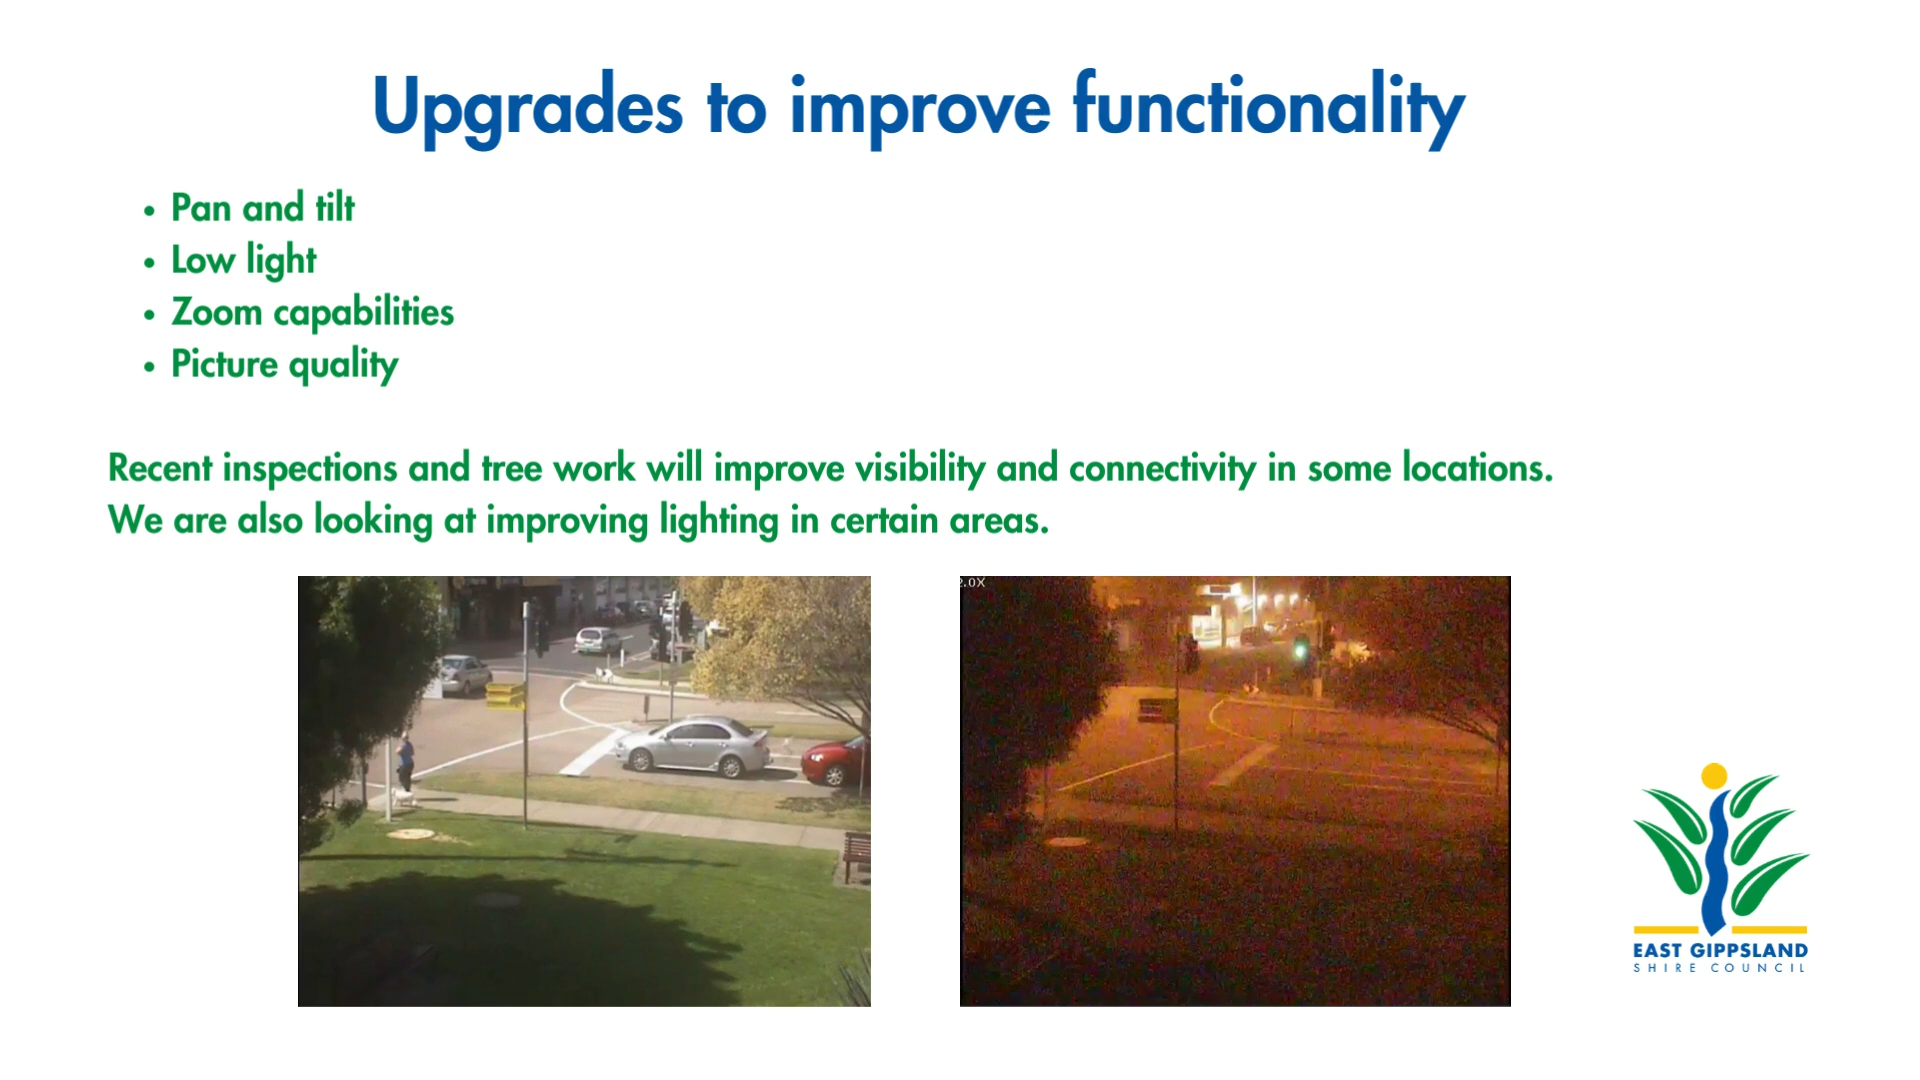 Upgrades to improve functionality
• Pan and tilt
• Low light
• Zoom capabilities
• Picture quality
Recent inspections and tree work will improve visibility and connectivity in some locations.
We are also looking at improving lighting in certain areas.
2.0X
EAST GIPPSLAND
SHIRE COUNCIL